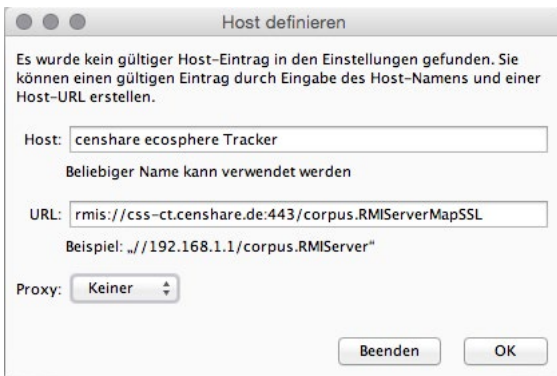 Host definieren
Es wurde kein gültiger Host-Eintrag in den Einstellungen gefunden. Sie
können einen gültigen Eintrag durch Eingabe des Host-Namens und einer
Host-URL erstellen.
Host: censhare ecosphere Tracker
Beliebiger Name kann verwendet werden
URL: rmis://css-ct.censhare.de:443/corpus.RMIServerMapSSL
Beispiel: „//192.168.1.1/corpus.RMIServer“
Proxy: Keiner
Beenden OK